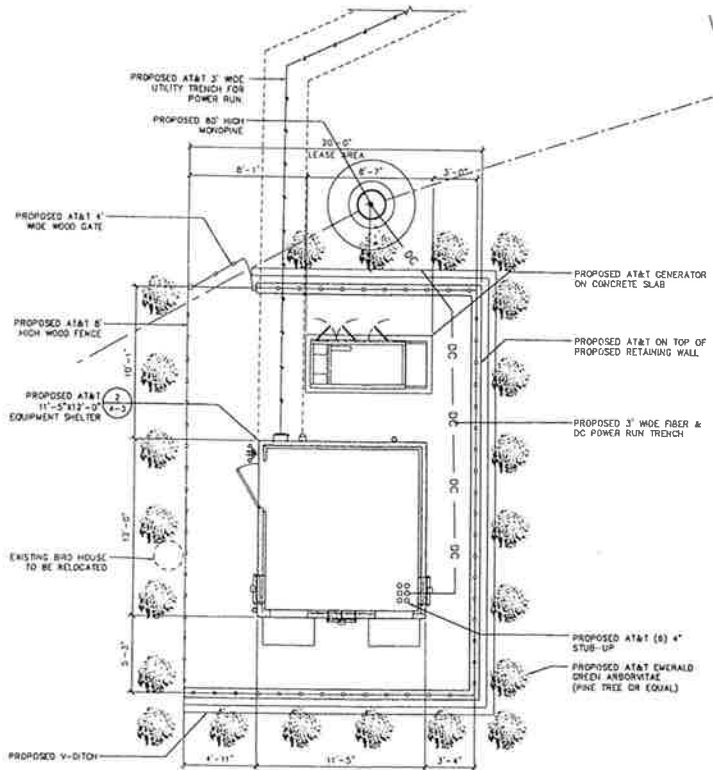 PROPOSED AT&T 3' WIDE
UTILITY TRENCH FOR
POWER RUN
PROPOSED 80' HIGH
MONOPINE
20'-0"
LEASE AREA
8'-1"
8'-7"
3'-0"
PROPOSED AT&T 4'
WIDE WOOD GATE
DC
PROPOSED AT&T GENERATOR
ON CONCRETE SLAB
PROPOSED AT&T 8'
HIGH WOOD FENCE
10'-1"
PROPOSED AT&T ON TOP OF
PROPOSED RETAINING WALL
DC
PROPOSED AT&T
11'-5"X12'-0"
EQUIPMENT SHELTER
2
A-3
DC
PROPOSED 3' WIDE FIBER &
DC POWER RUN TRENCH
DC
12'-0"
EXISTING BIRD HOUSE
TO BE RELOCATED
DC
PROPOSED AT&T (6) 4"
STUB-UP
5'-2"
PROPOSED AT&T EMERALD
GREEN ARBORVITAE
(PINE TREE OR EQUAL)
PROPOSED V-DITCH
4'-11"
11'-5"
3'-4"